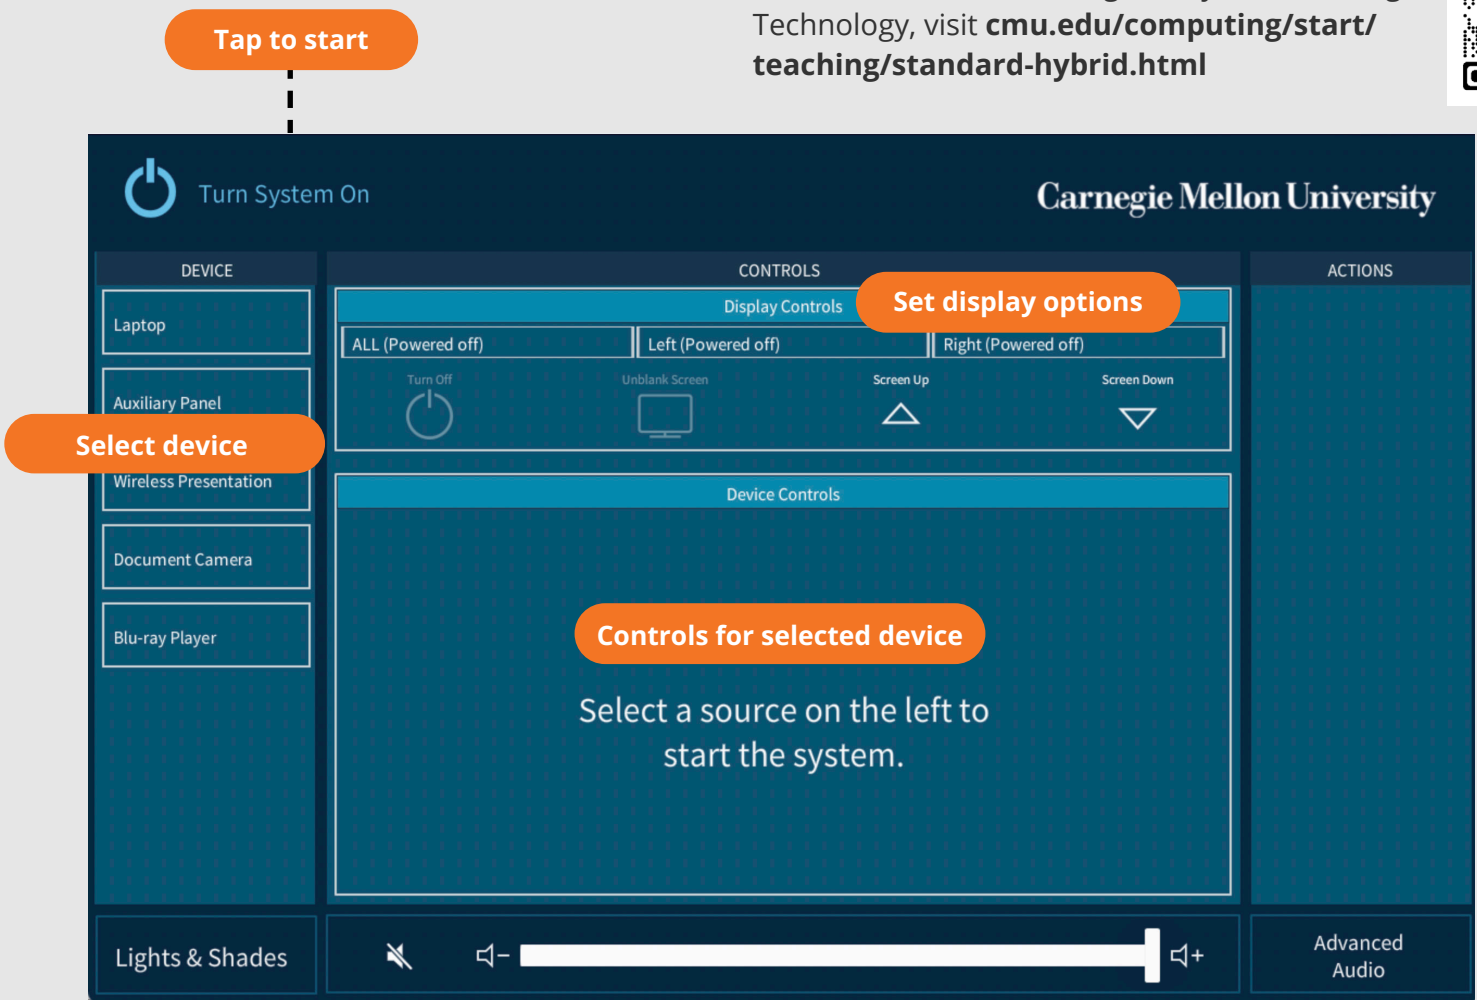 Technology, visit cmu.edu/computing/start/
teaching/standard-hybrid.html
Tap to start
Turn System On
Carnegie Mellon University
DEVICE
CONTROLS
ACTIONS
Laptop
Auxiliary Panel
Select device
Wireless Presentation
Document Camera
Blu-ray Player
Display Controls
Set display options
ALL (Powered off)
Left (Powered off)
Right (Powered off)
Turn Off
Unblank Screen
Screen Up
Screen Down
Device Controls
Controls for selected device
Select a source on the left to
start the system.
Lights & Shades
Advanced
Audio